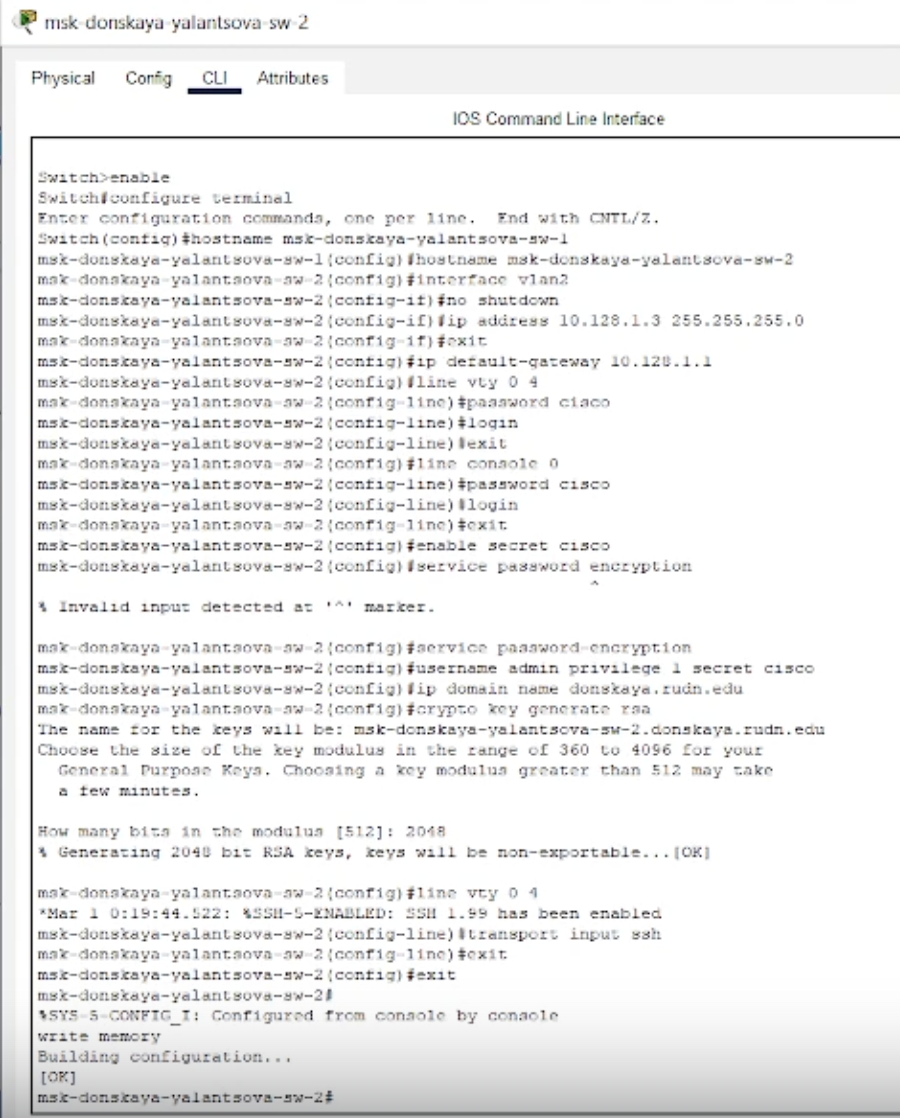 msk-donskaya-yalantsova-sw-2
Physical Config CLI Attributes
IOS Command Line Interface
Switch>enable
Switch#configure terminal
Enter configuration commands, one per line.  End with CNTL/Z.
Switch(config)#hostname msk-donskaya-yalantsova-sw-1
msk-donskaya-yalantsova-sw-1(config)#hostname msk-donskaya-yalantsova-sw-2
msk-donskaya-yalantsova-sw-2(config)#interface vlan2
msk-donskaya-yalantsova-sw-2(config-if)#no shutdown
msk-donskaya-yalantsova-sw-2(config-if)#ip address 10.128.1.3 255.255.255.0
msk-donskaya-yalantsova-sw-2(config-if)#exit
msk-donskaya-yalantsova-sw-2(config)#ip default-gateway 10.128.1.1
msk-donskaya-yalantsova-sw-2(config)#line vty 0 4
msk-donskaya-yalantsova-sw-2(config-line)#password cisco
msk-donskaya-yalantsova-sw-2(config-line)#login
msk-donskaya-yalantsova-sw-2(config-line)#exit
msk-donskaya-yalantsova-sw-2(config)#line console 0
msk-donskaya-yalantsova-sw-2(config-line)#password cisco
msk-donskaya-yalantsova-sw-2(config-line)#login
msk-donskaya-yalantsova-sw-2(config-line)#exit
msk-donskaya-yalantsova-sw-2(config)#enable secret cisco
msk-donskaya-yalantsova-sw-2(config)#service password encryption
^
% Invalid input detected at '^' marker.
msk-donskaya-yalantsova-sw-2(config)#service password-encryption
msk-donskaya-yalantsova-sw-2(config)#username admin privilege 1 secret cisco
msk-donskaya-yalantsova-sw-2(config)#ip domain name donskaya.rudn.edu
msk-donskaya-yalantsova-sw-2(config)#crypto key generate rsa
The name for the keys will be: msk-donskaya-yalantsova-sw-2.donskaya.rudn.edu
Choose the size of the key modulus in the range of 360 to 4096 for your
General Purpose Keys. Choosing a key modulus greater than 512 may take
a few minutes.
How many bits in the modulus [512]: 2048
% Generating 2048 bit RSA keys, keys will be non-exportable...[OK]
msk-donskaya-yalantsova-sw-2(config)#line vty 0 4
*Mar 1 0:19:44.522: %SSH-5-ENABLED: SSH 1.99 has been enabled
msk-donskaya-yalantsova-sw-2(config-line)#transport input ssh
msk-donskaya-yalantsova-sw-2(config-line)#exit
msk-donskaya-yalantsova-sw-2(config)#exit
msk-donskaya-yalantsova-sw-2#
%SYS-5-CONFIG_I: Configured from console by console
write memory
Building configuration...
[OK]
msk-donskaya-yalantsova-sw-2#